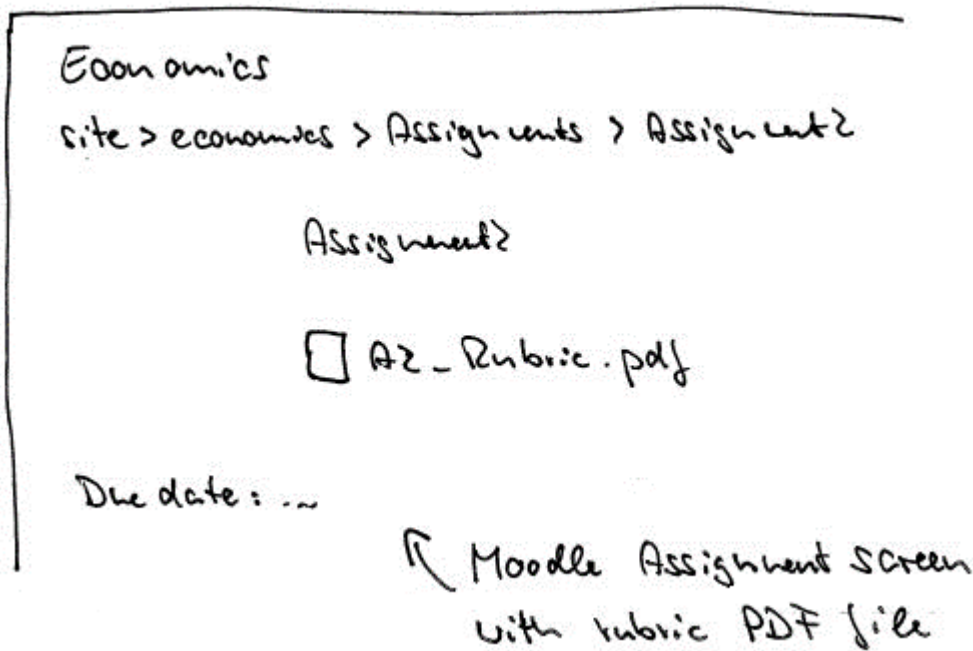 Economics
site > economics > Assignments > Assignment2
Assignment2
A2_Rubric.pdf
Due date: ...
Moodle Assignment screen
with rubric PDF file